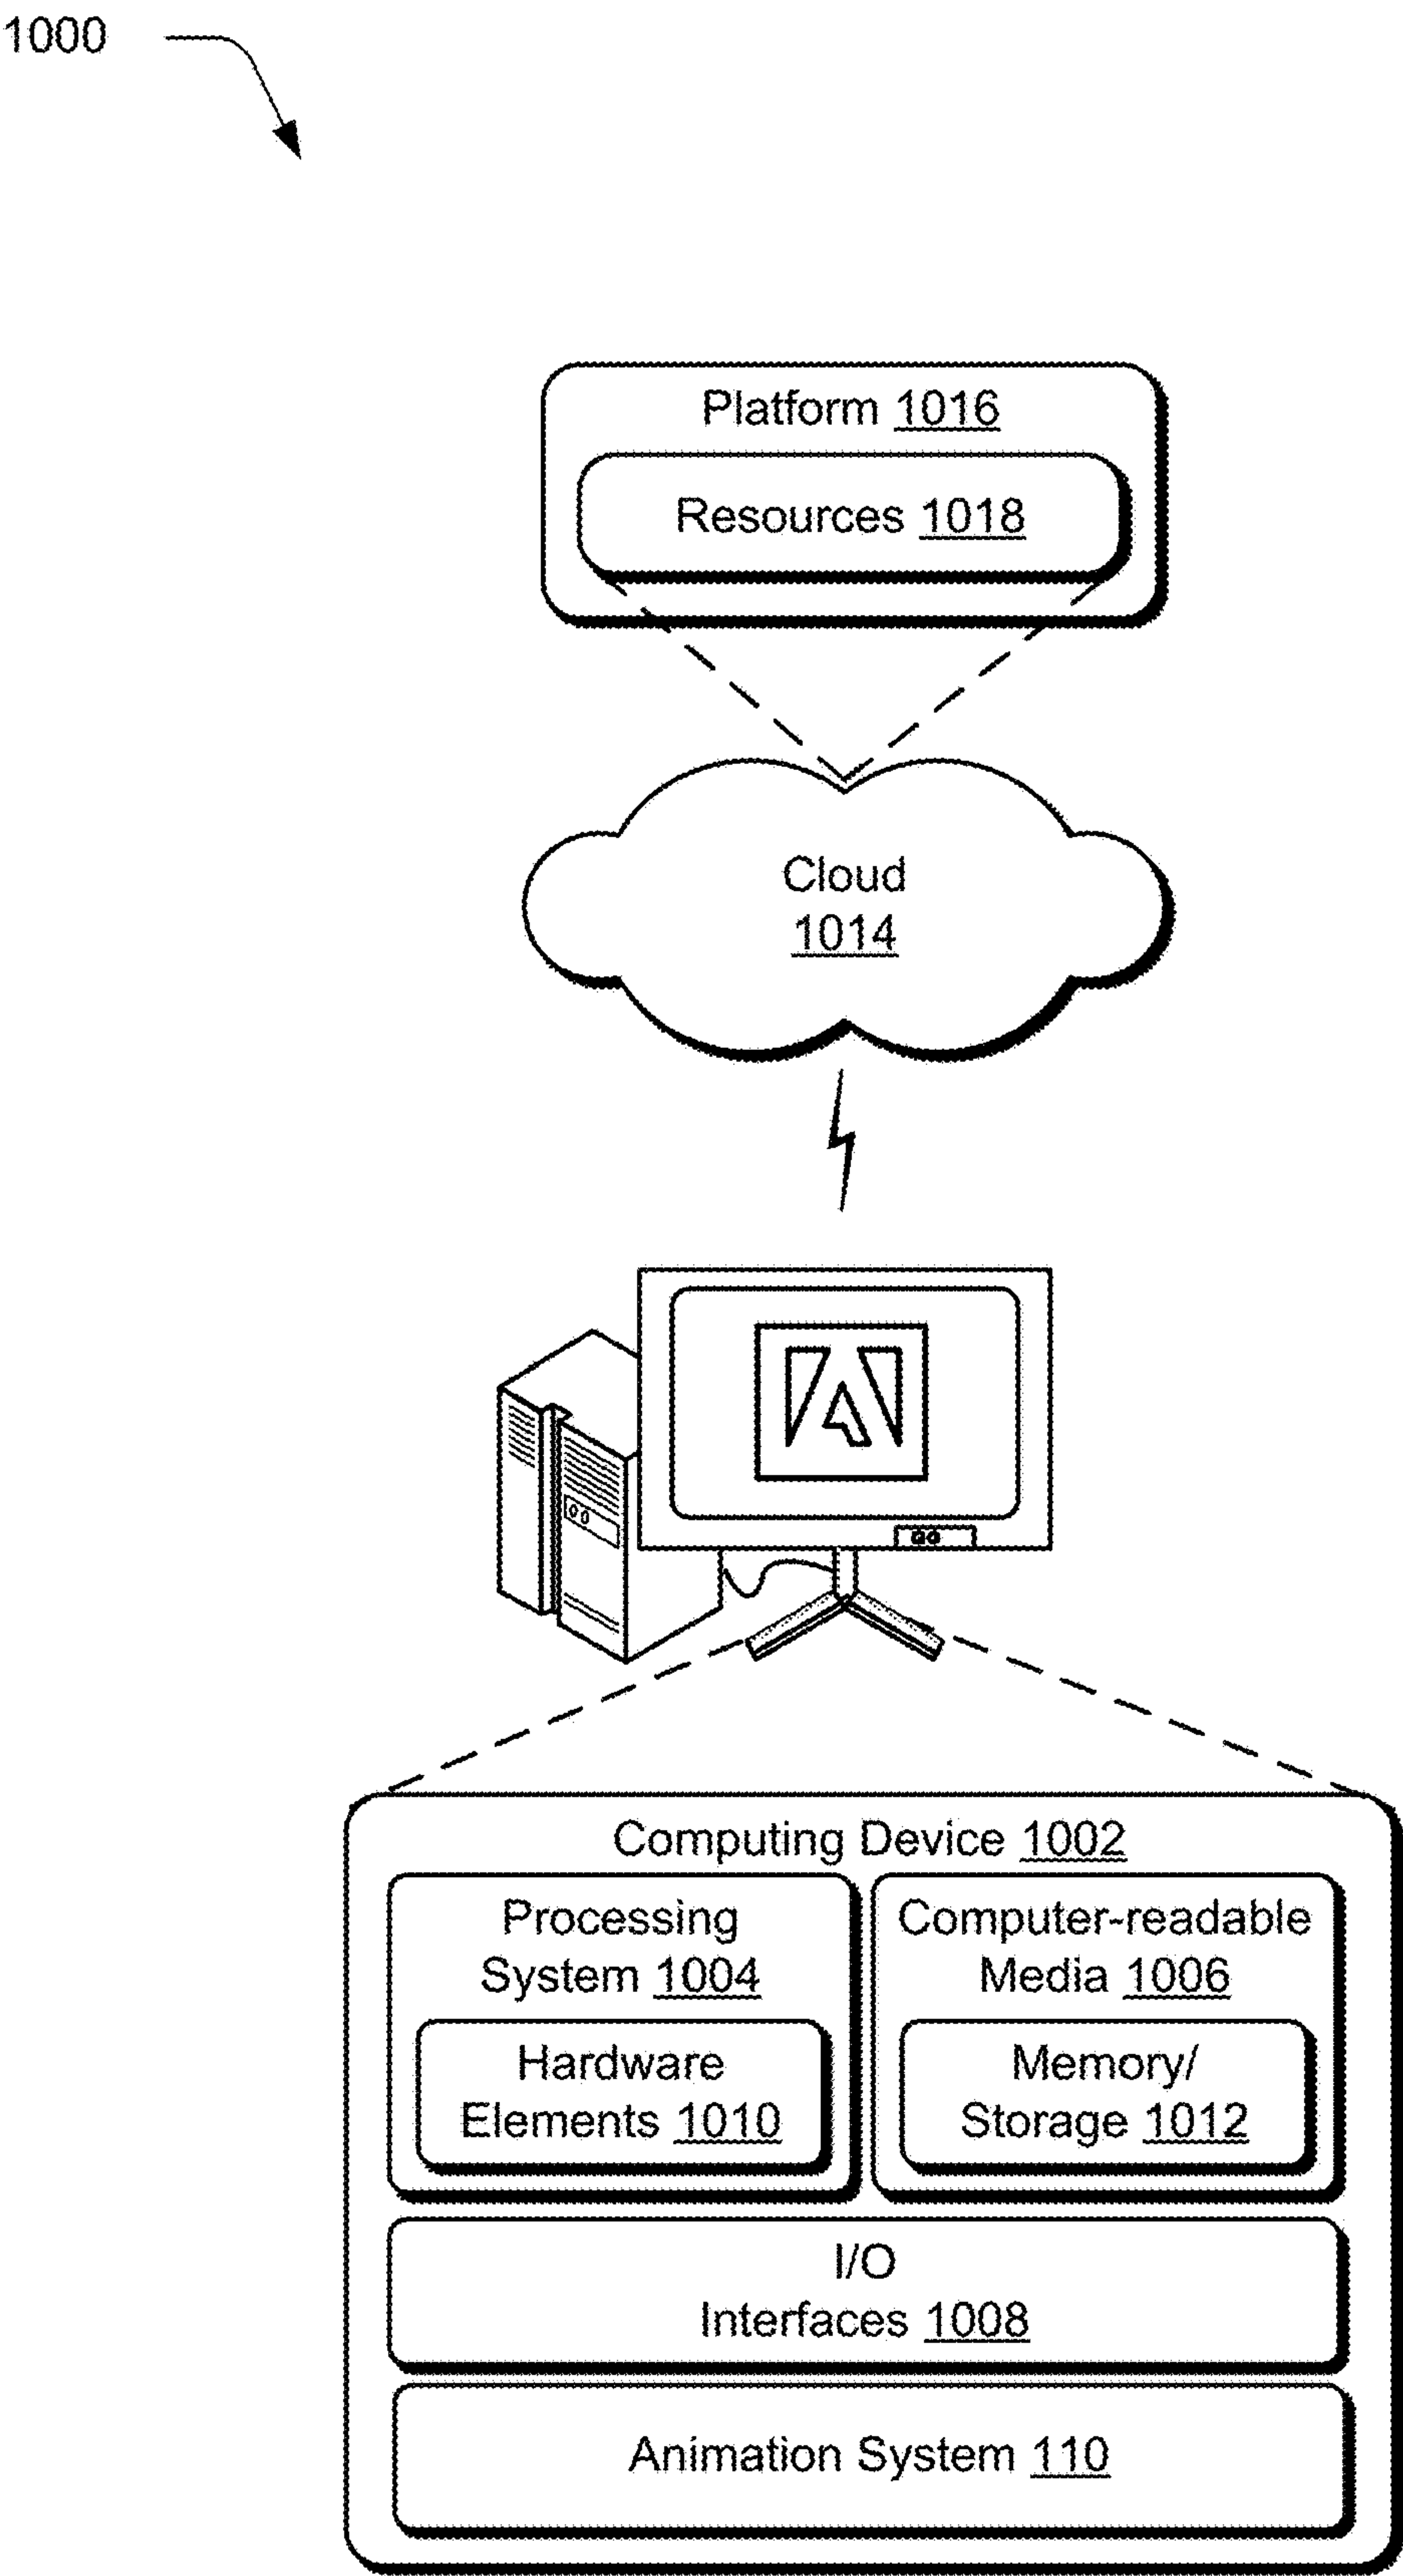 1000
Platform 1016
Resources 1018
Cloud
1014
Computing Device 1002
Processing
System 1004
Hardware
Elements 1010
Computer-readable
Media 1006
Memory/
Storage 1012
I/O
Interfaces 1008
Animation System 110